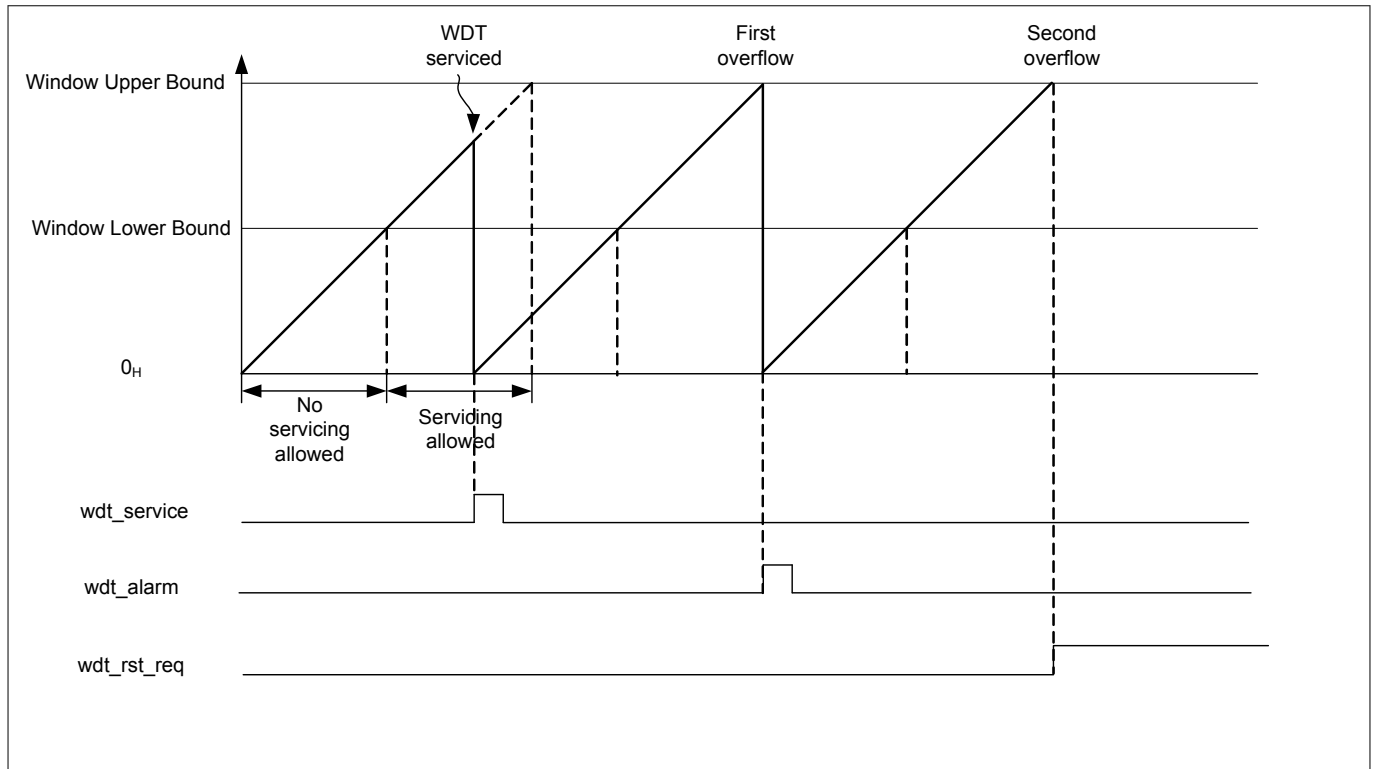 WDT
serviced
First
overflow
Second
overflow
Window Upper Bound
Window Lower Bound
0H
No
servicing
allowed
Servicing
allowed
wdt_service
wdt_alarm
wdt_rst_req